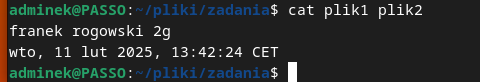 adminek@PASSO:~/pliki/zadania$ cat plik1 plik2
franek rogowski 2g
wto, 11 lut 2025, 13:42:24 CET
adminek@PASSO:~/pliki/zadania$